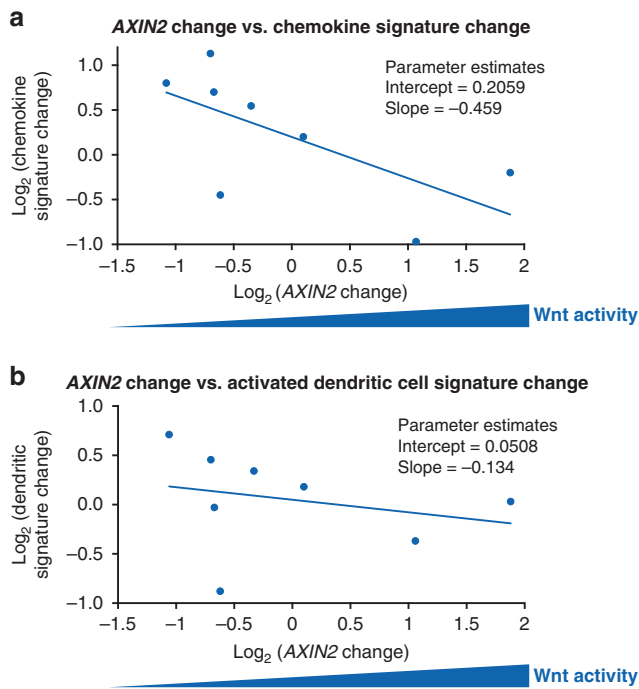 a
AXIN2 change vs. chemokine signature change
Log₂ (chemokine
signature change)
1.0
0.5
0.0
−0.5
−1.0
Parameter estimates
Intercept = 0.2059
Slope = −0.459
−1.5 −1 −0.5 0 0.5 1 1.5 2
Log₂ (AXIN2 change)
Wnt activity
b
AXIN2 change vs. activated dendritic cell signature change
Log₂ (dendritic
signature change)
1.0
0.5
0.0
−0.5
−1.0
Parameter estimates
Intercept = 0.0508
Slope = −0.134
−1.5 −1 −0.5 0 0.5 1 1.5 2
Log₂ (AXIN2 change)
Wnt activity